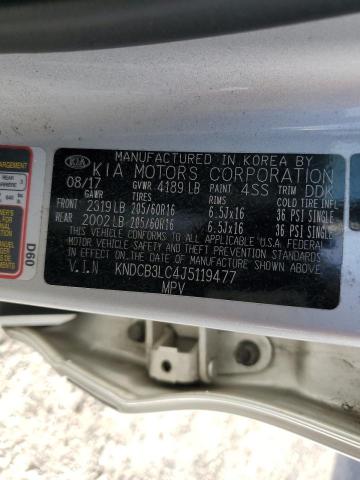 MANUFACTURED IN KOREA BY
KIA KIA MOTORS CORPORATION
08/17 GVWR 4189 LB PAINT 4SS TRIM DDK
GAWR TIRES RIMS
FRONT 2319 LB 205/60R16 6.5JX16 36 PSI SINGLE
REAR 2002 LB 205/60R16 6.5JX16 36 PSI SINGLE
THIS VEHICLE CONFORMS TO ALL APPLICABLE U.S.A. FEDERAL
MOTOR VEHICLE SAFETY AND THEFT PREVENTION STANDARDS
IN EFFECT ON THE DATE OF MANUFACTURE SHOWN ABOVE.
V.I.N KNDCB3LC4J5119477
MPV
REAR
D60